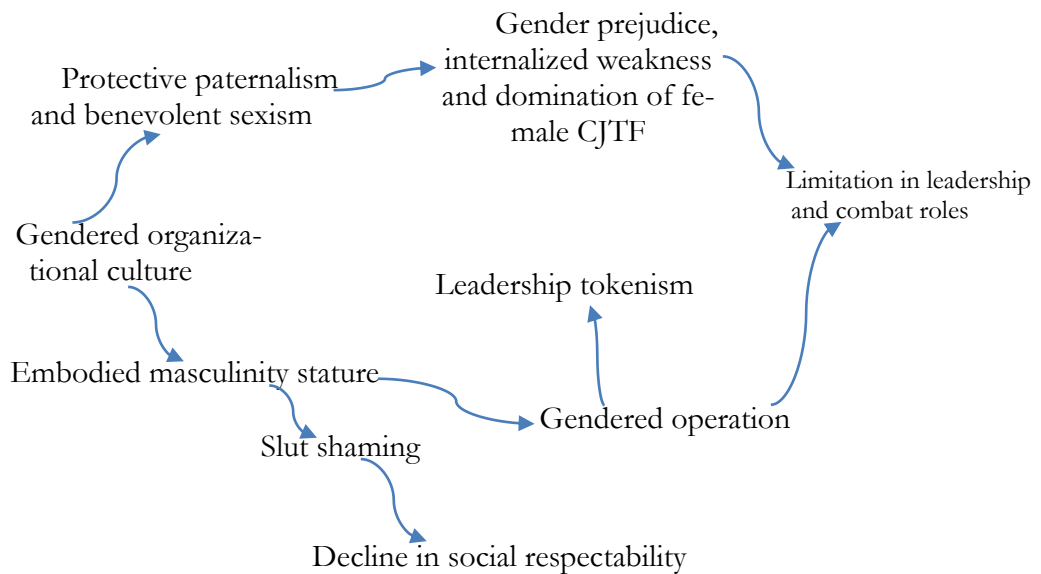 Gender prejudice,
internalized weakness
and domination of fe-
male CJTF
Protective paternalism
and benevolent sexism
Limitation in leadership
and combat roles
Gendered organiza-
tional culture
Leadership tokenism
Embodied masculinity stature
Gendered operation
Slut shaming
Decline in social respectability